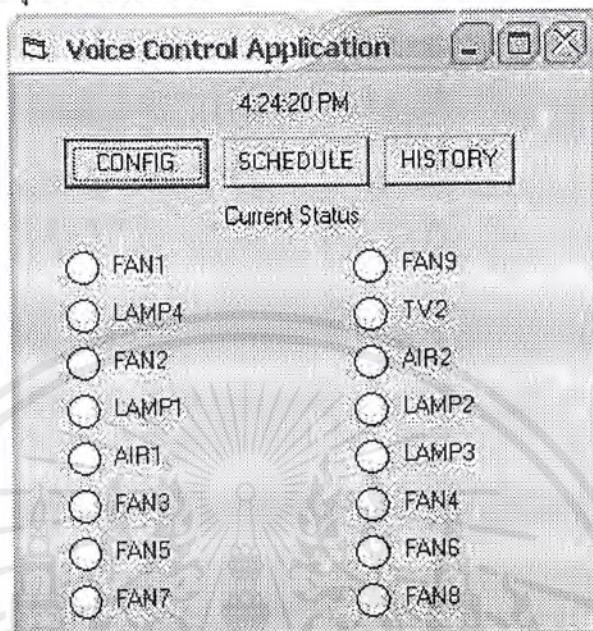 Voice Control Application
4:24:20 PM
CONFIG. SCHEDULE HISTORY
Current Status
FAN1 FAN9
LAMP4 TV2
FAN2 AIR2
LAMP1 LAMP2
AIR1 LAMP3
FAN3 FAN4
FAN5 FAN6
FAN7 FAN8